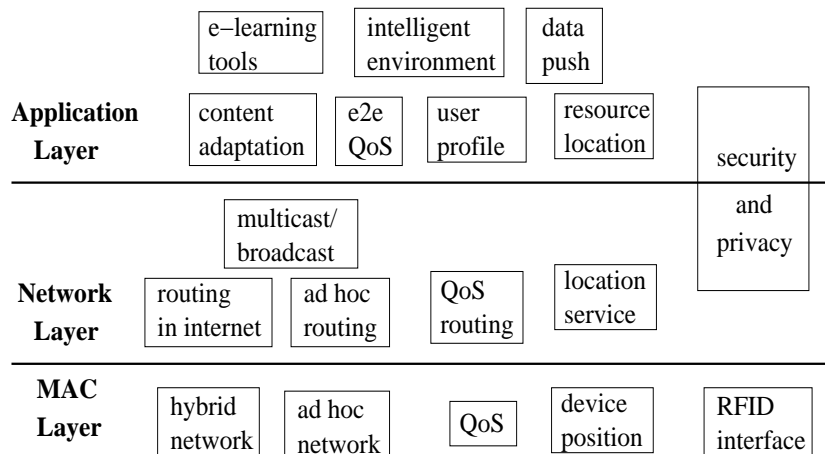 e−learning
tools
intelligent
environment
data
push
Application
Layer
content
adaptation
e2e
QoS
user
profile
resource
location
security
and
privacy
multicast/
broadcast
Network
Layer
routing
in internet
ad hoc
routing
QoS
routing
location
service
MAC
Layer
hybrid
network
ad hoc
network
QoS
device
position
RFID
interface